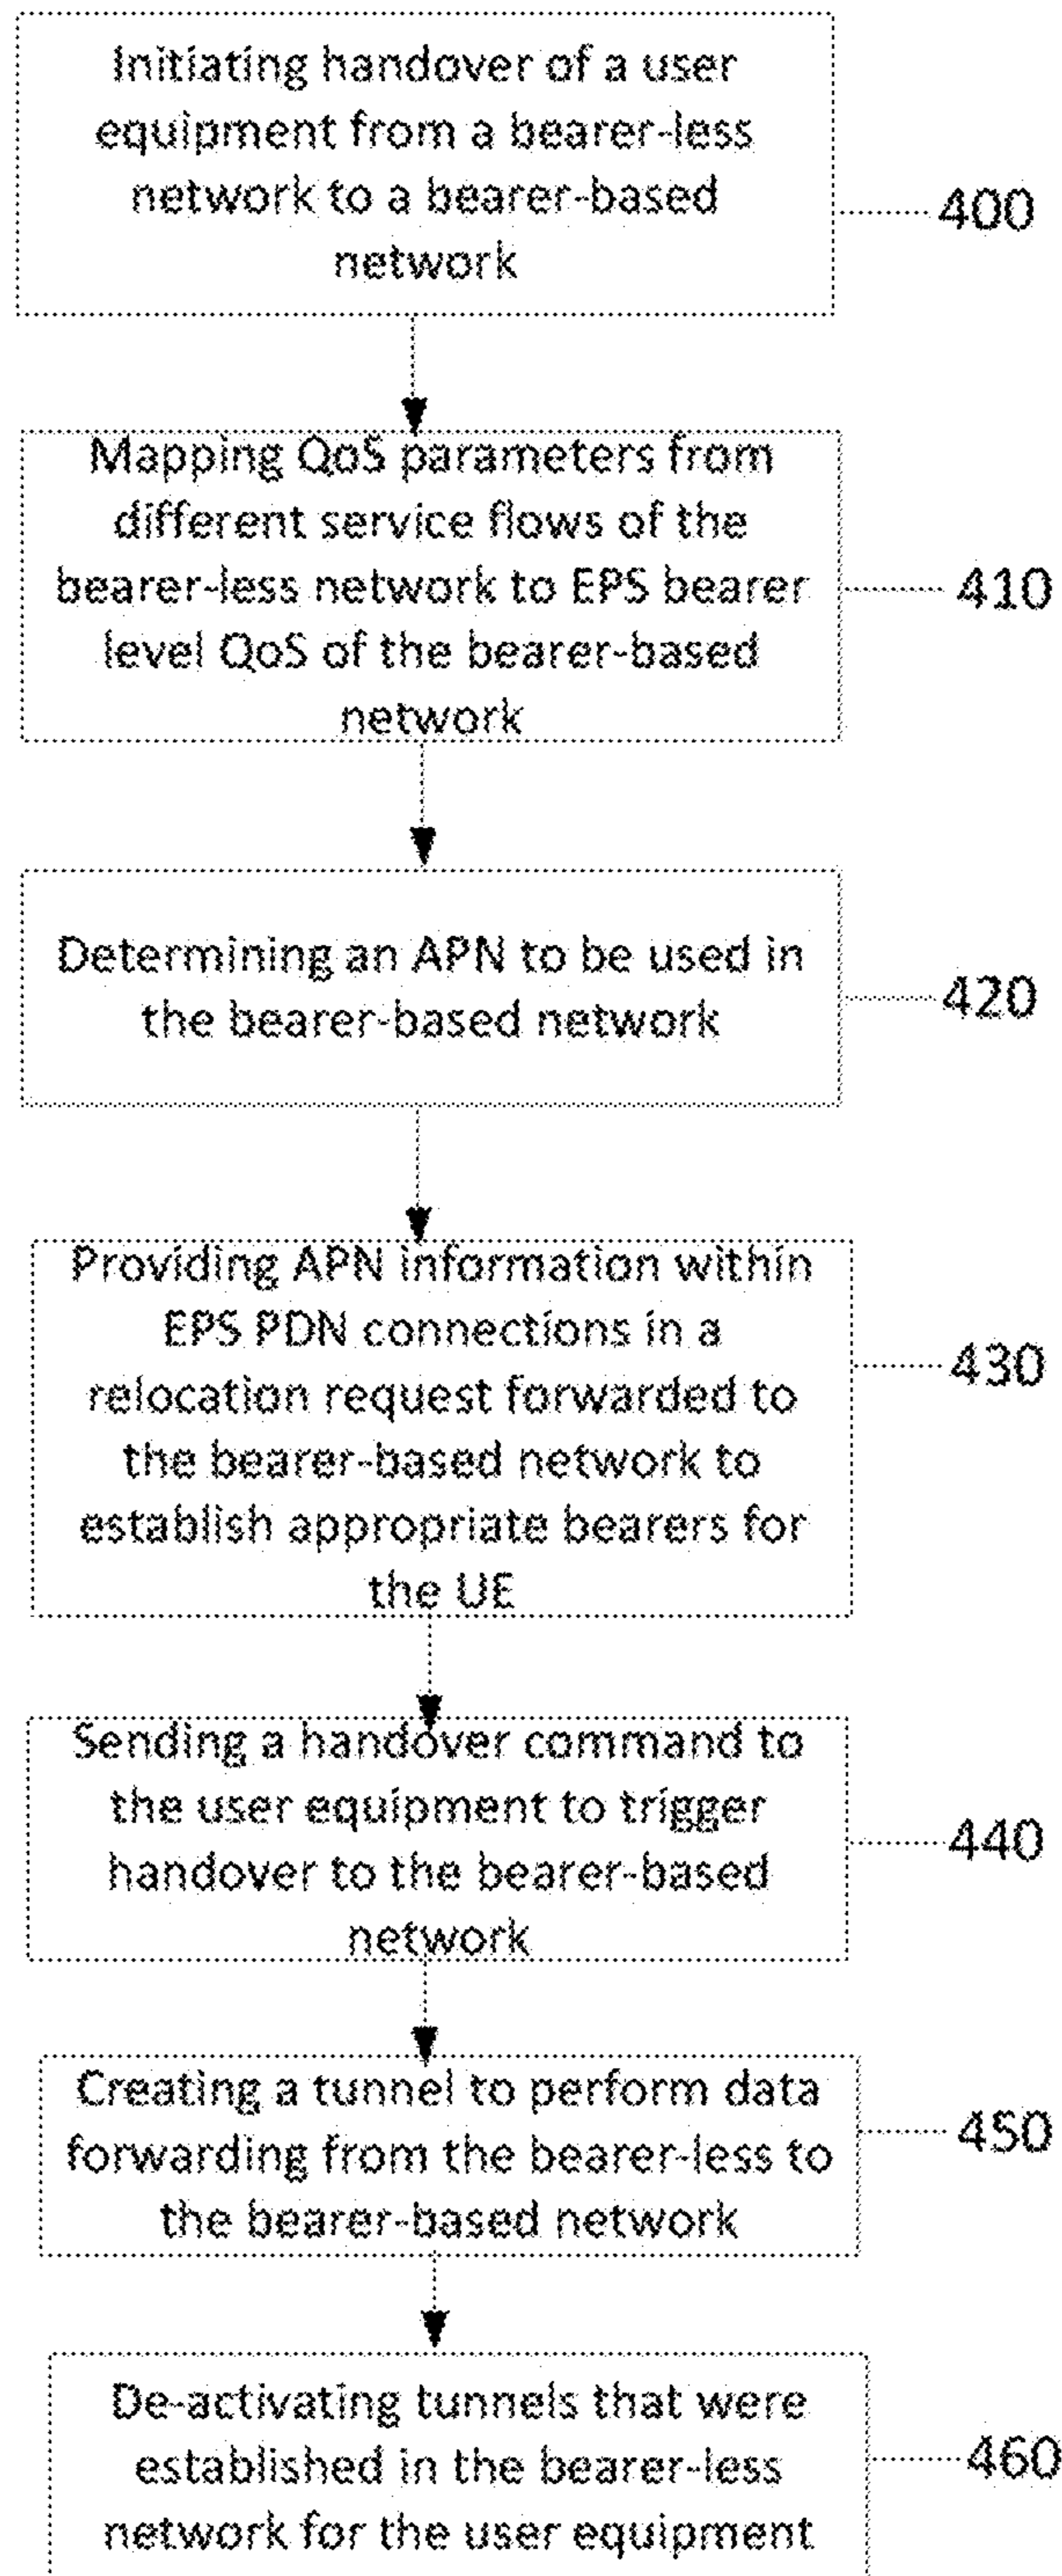 Initiating handover of a user
equipment from a bearer-less
network to a bearer-based
network
400
Mapping QoS parameters from
different service flows of the
bearer-less network to EPS bearer
level QoS of the bearer-based
network
410
Determining an APN to be used in
the bearer-based network
420
Providing APN information within
EPS PDN connections in a
relocation request forwarded to
the bearer-based network to
establish appropriate bearers for
the UE
430
Sending a handover command to
the user equipment to trigger
handover to the bearer-based
network
440
Creating a tunnel to perform data
forwarding from the bearer-less to
the bearer-based network
450
De-activating tunnels that were
established in the bearer-less
network for the user equipment
460